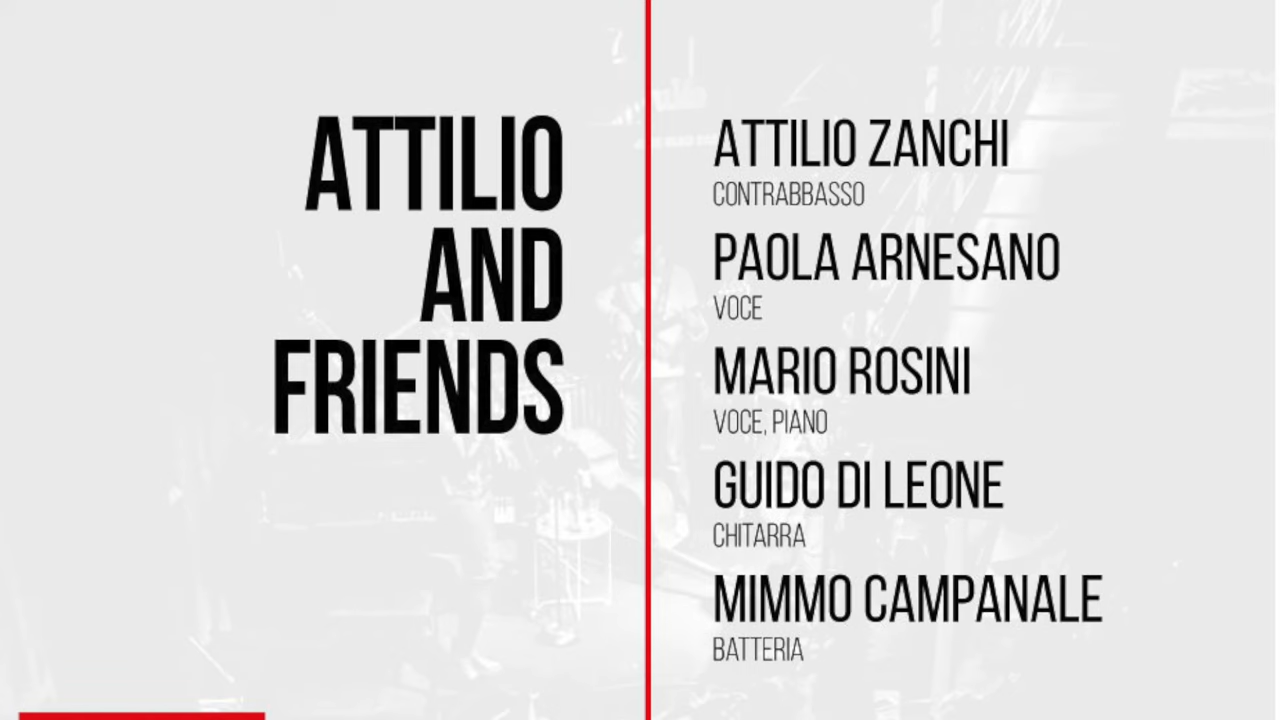 ATTILIO
AND
FRIENDS
ATTILIO ZANCHI
CONTRABBASSO
PAOLA ARNESANO
VOCE
MARIO ROSINI
VOCE, PIANO
GUIDO DI LEONE
CHITARRA
MIMMO CAMPANALE
BATTERIA